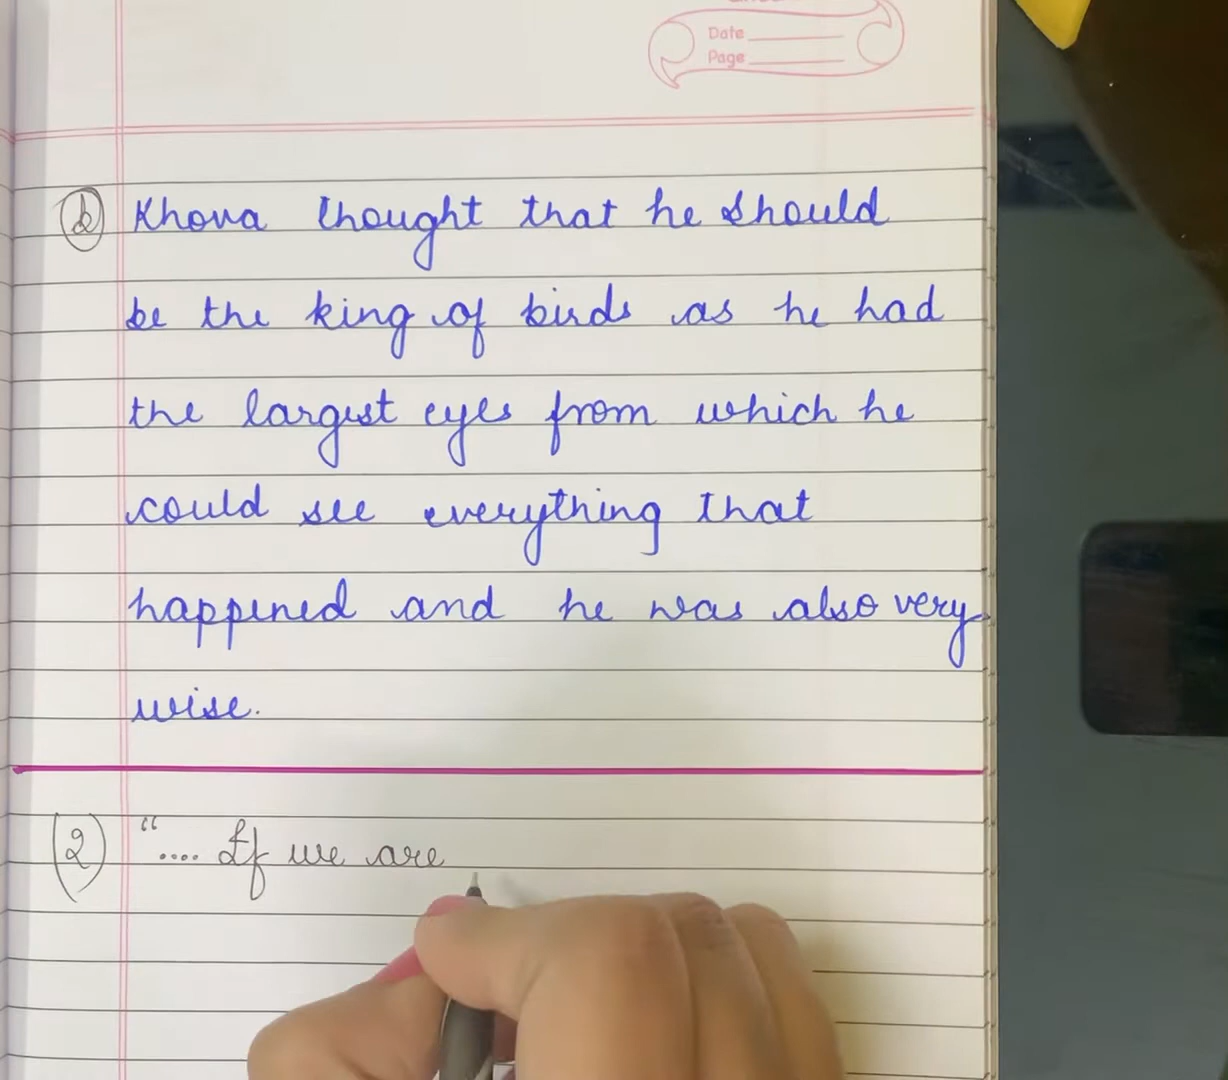 Date
Page
(b) Khova thought that he should
be the king of birds as he had
the largest eyes from which he
could see everything that
happened and he was also very
wise.
(2) ".... If we are